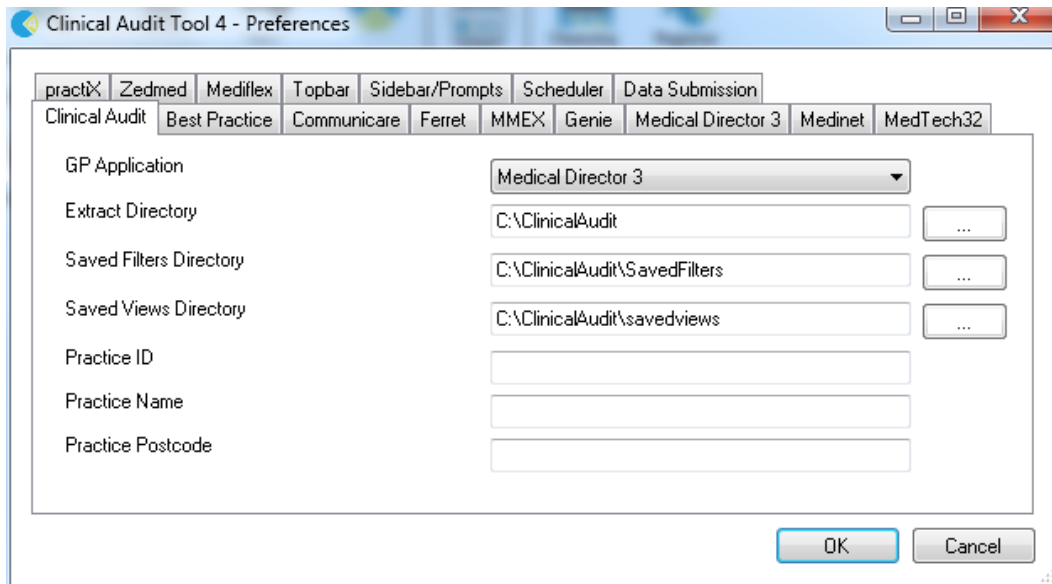 Clinical Audit Tool 4 - Preferences
practiX Zedmed Mediflex Topbar Sidebar/Prompts Scheduler Data Submission
Clinical Audit Best Practice Communicare Ferret MMEX Genie Medical Director 3 Medinet MedTech32
GP Application Medical Director 3
Extract Directory C:\ClinicalAudit ...
Saved Filters Directory C:\ClinicalAudit\SavedFilters ...
Saved Views Directory C:\ClinicalAudit\savedviews ...
Practice ID
Practice Name
Practice Postcode
OK Cancel